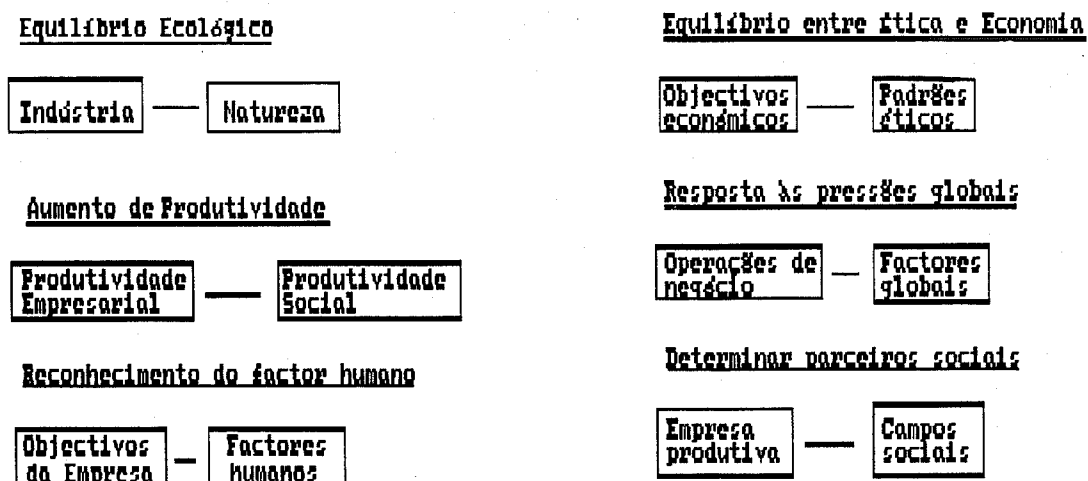 Equilíbrio Ecológico
Indústria
Natureza
Aumento de Produtividade
Produtividade
Empresarial
Produtividade
Social
Reconhecimento do factor humano
Objectivos
da Empresa
Factores
humanos
Equilíbrio entre Ética e Economia
Objectivos
económicos
Padrões
éticos
Resposta às pressões globais
Operações de
negócio
Factores
globais
Determinar parceiros sociais
Empresa
produtiva
Campos
sociais